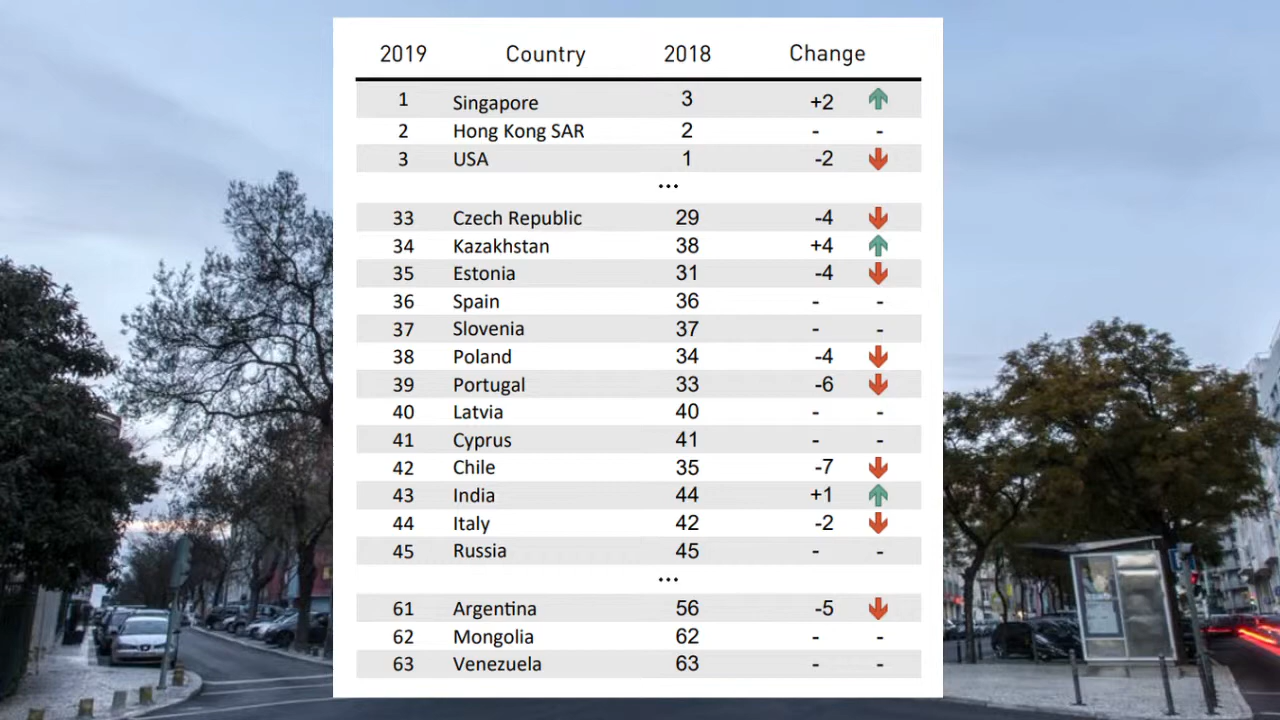 2019 Country 2018 Change
1 Singapore 3 +2
2 Hong Kong SAR 2 - -
3 USA 1 -2
...
33 Czech Republic 29 -4
34 Kazakhstan 38 +4
35 Estonia 31 -4
36 Spain 36 - -
37 Slovenia 37 - -
38 Poland 34 -4
39 Portugal 33 -6
40 Latvia 40 - -
41 Cyprus 41 - -
42 Chile 35 -7
43 India 44 +1
44 Italy 42 -2
45 Russia 45 - -
...
61 Argentina 56 -5
62 Mongolia 62 - -
63 Venezuela 63 - -